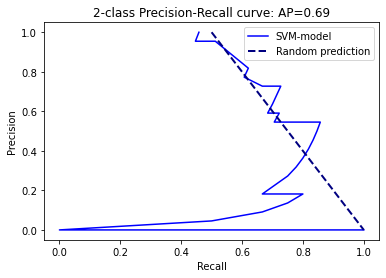 2-class Precision-Recall curve: AP=0.69
SVM-model
Random prediction
Precision
1.0
0.8
0.6
0.4
0.2
0.0
0.0 0.2 0.4 0.6 0.8 1.0
Recall